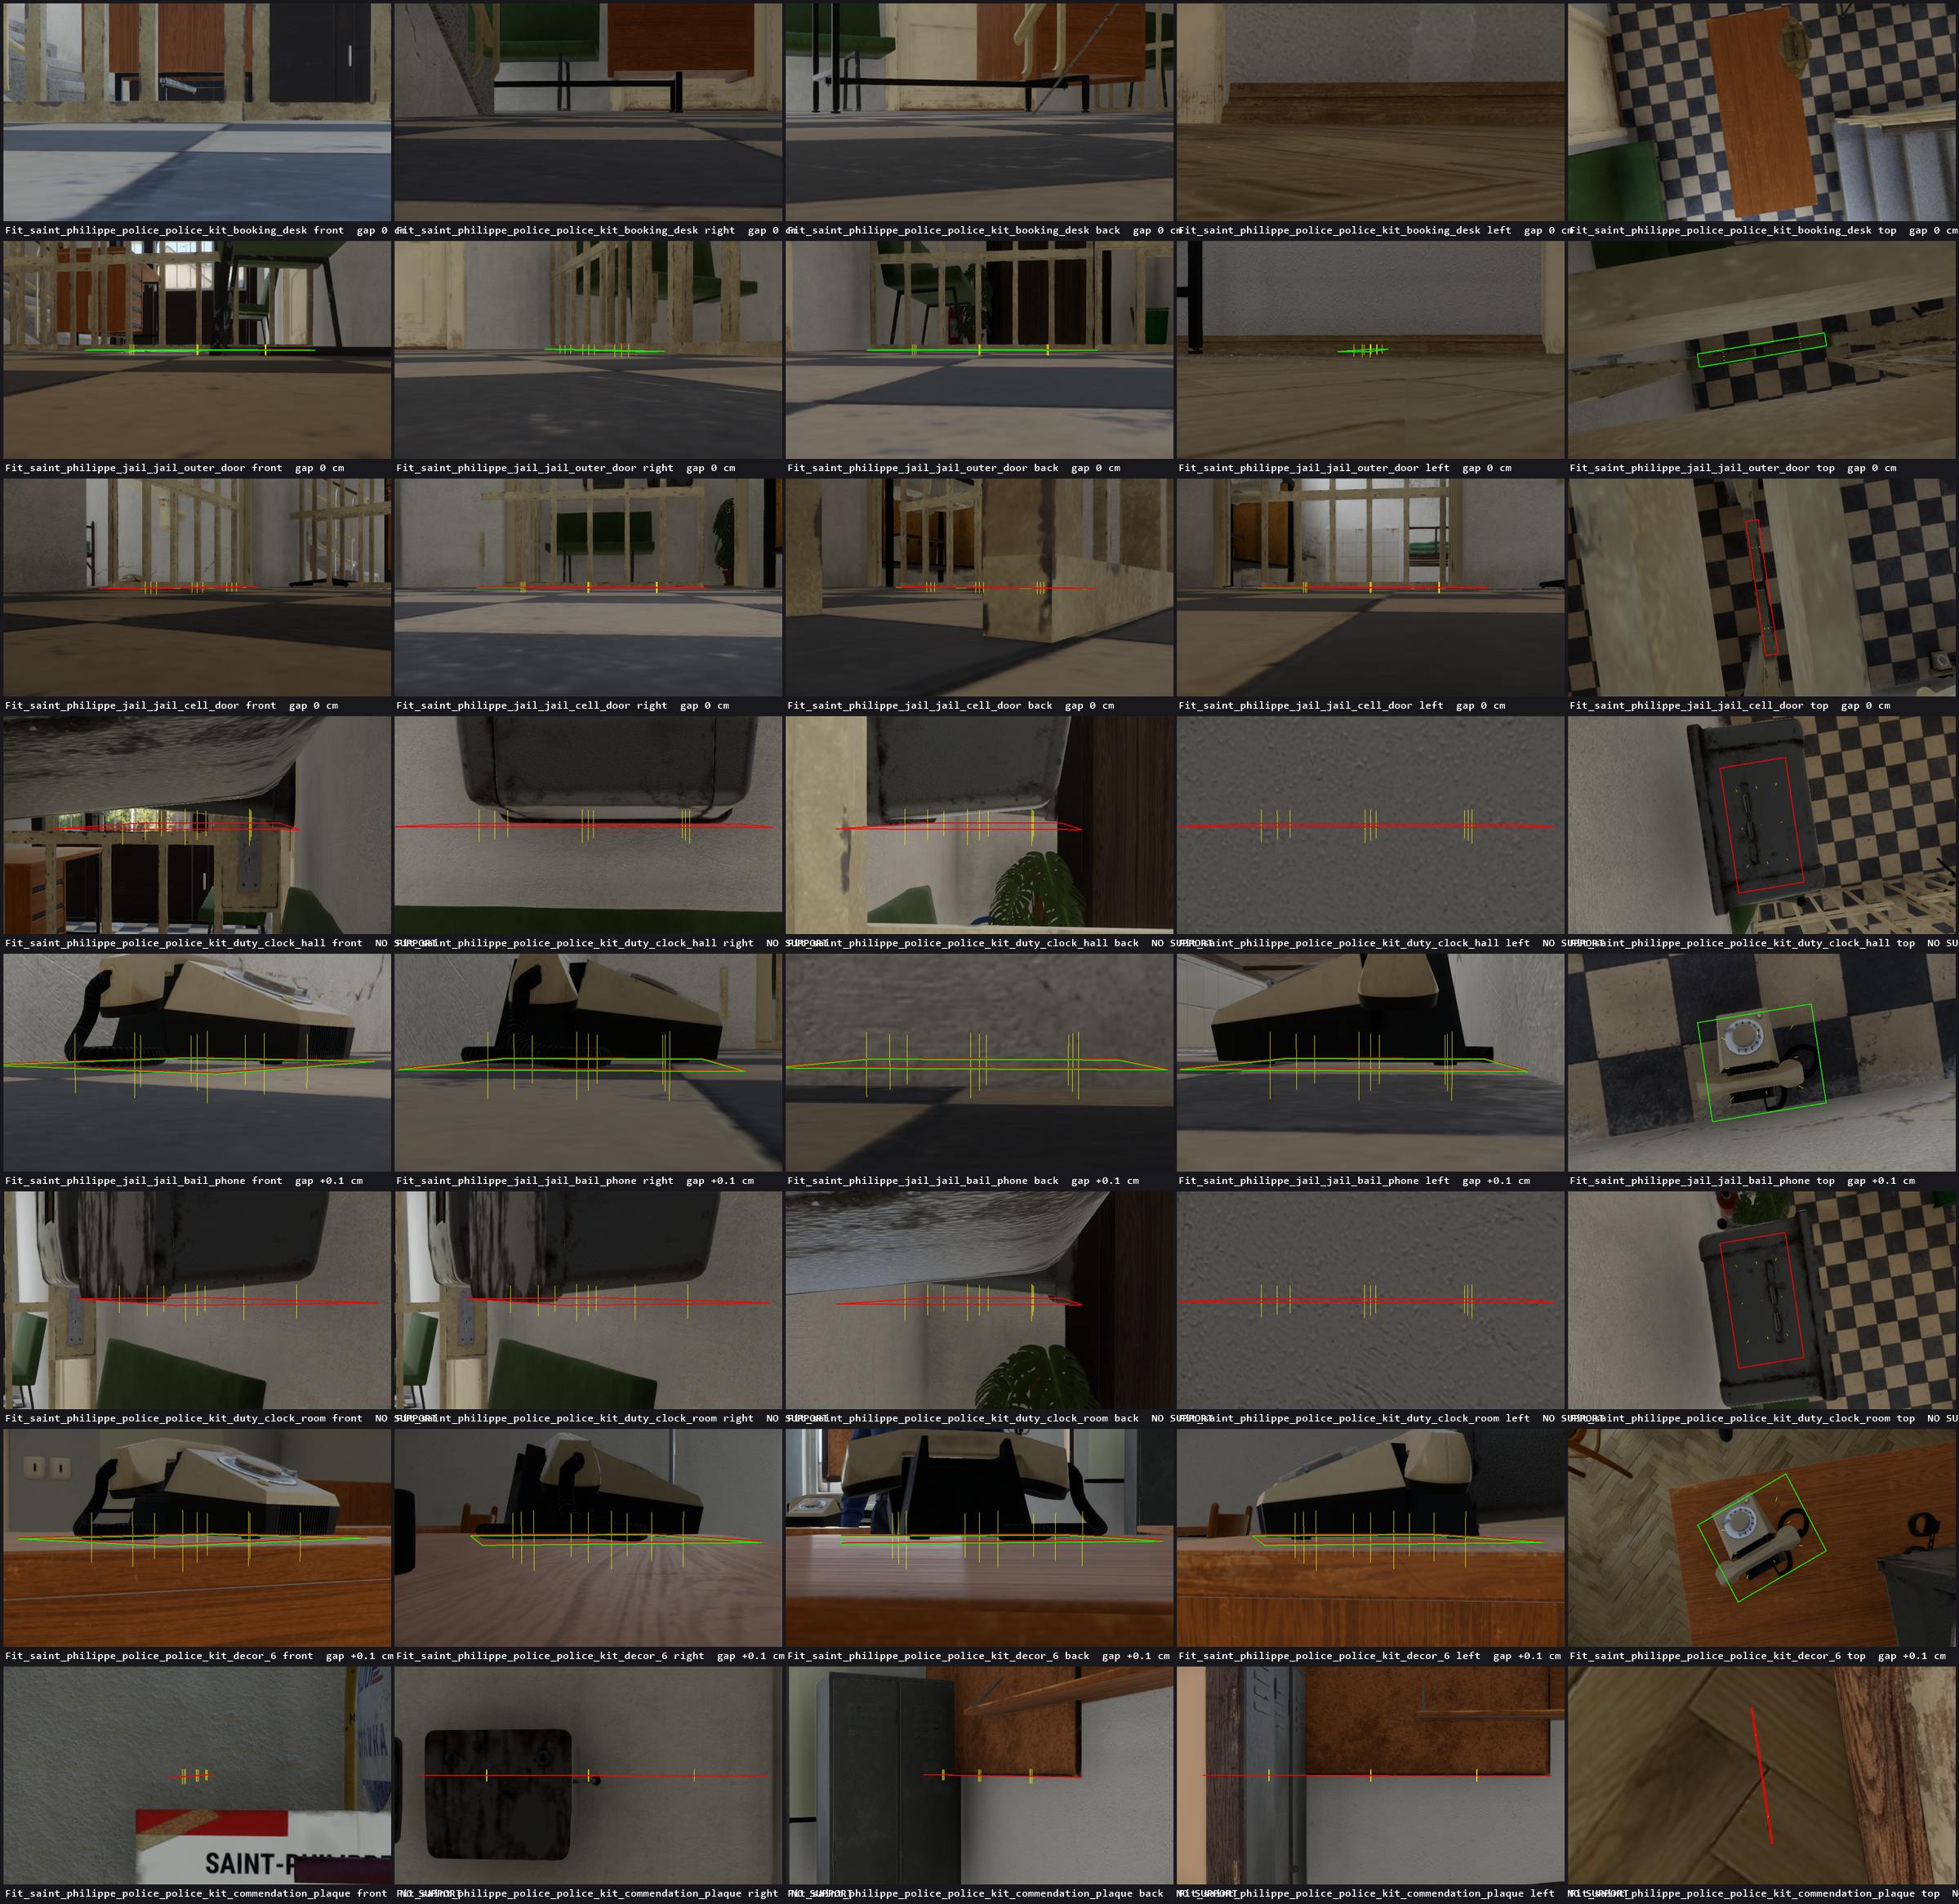 Fit_saint_philippe_police_police_kit_booking_desk front gap 0 cm
Fit_saint_philippe_police_police_kit_booking_desk right gap 0 cm
Fit_saint_philippe_police_police_kit_booking_desk back gap 0 cm
Fit_saint_philippe_police_police_kit_booking_desk left gap 0 cm
Fit_saint_philippe_police_police_kit_booking_desk top gap 0 cm
Fit_saint_philippe_jail_jail_outer_door front gap 0 cm
Fit_saint_philippe_jail_jail_outer_door right gap 0 cm
Fit_saint_philippe_jail_jail_outer_door back gap 0 cm
Fit_saint_philippe_jail_jail_outer_door left gap 0 cm
Fit_saint_philippe_jail_jail_outer_door top gap 0 cm
Fit_saint_philippe_jail_jail_cell_door front gap 0 cm
Fit_saint_philippe_jail_jail_cell_door right gap 0 cm
Fit_saint_philippe_jail_jail_cell_door back gap 0 cm
Fit_saint_philippe_jail_jail_cell_door left gap 0 cm
Fit_saint_philippe_jail_jail_cell_door top gap 0 cm
Fit_saint_philippe_police_police_kit_duty_clock_hall front NO SUPPORT
Fit_saint_philippe_police_police_kit_duty_clock_hall right NO SUPPORT
Fit_saint_philippe_police_police_kit_duty_clock_hall back NO SUPPORT
Fit_saint_philippe_police_police_kit_duty_clock_hall left NO SUPPORT
Fit_saint_philippe_police_police_kit_duty_clock_hall top NO SU
Fit_saint_philippe_jail_jail_bail_phone front gap +0.1 cm
Fit_saint_philippe_jail_jail_bail_phone right gap +0.1 cm
Fit_saint_philippe_jail_jail_bail_phone back gap +0.1 cm
Fit_saint_philippe_jail_jail_bail_phone left gap +0.1 cm
Fit_saint_philippe_jail_jail_bail_phone top gap +0.1 cm
Fit_saint_philippe_police_police_kit_duty_clock_room front NO SUPPORT
Fit_saint_philippe_police_police_kit_duty_clock_room right NO SUPPORT
Fit_saint_philippe_police_police_kit_duty_clock_room back NO SUPPORT
Fit_saint_philippe_police_police_kit_duty_clock_room left NO SUPPORT
Fit_saint_philippe_police_police_kit_duty_clock_room top NO SU
Fit_saint_philippe_police_police_kit_decor_6 front gap +0.1 cm
Fit_saint_philippe_police_police_kit_decor_6 right gap +0.1 cm
Fit_saint_philippe_police_police_kit_decor_6 back gap +0.1 cm
Fit_saint_philippe_police_police_kit_decor_6 left gap +0.1 cm
Fit_saint_philippe_police_police_kit_decor_6 top gap +0.1 cm
SAINT-PHILIPPE
Fit_saint_philippe_police_police_kit_commendation_plaque front NO SUPPORT
Fit_saint_philippe_police_police_kit_commendation_plaque right NO SUPPORT
Fit_saint_philippe_police_police_kit_commendation_plaque back NO SUPPORT
Fit_saint_philippe_police_police_kit_commendation_plaque left NO SUPPORT
Fit_saint_philippe_police_police_kit_commendation_plaque top N